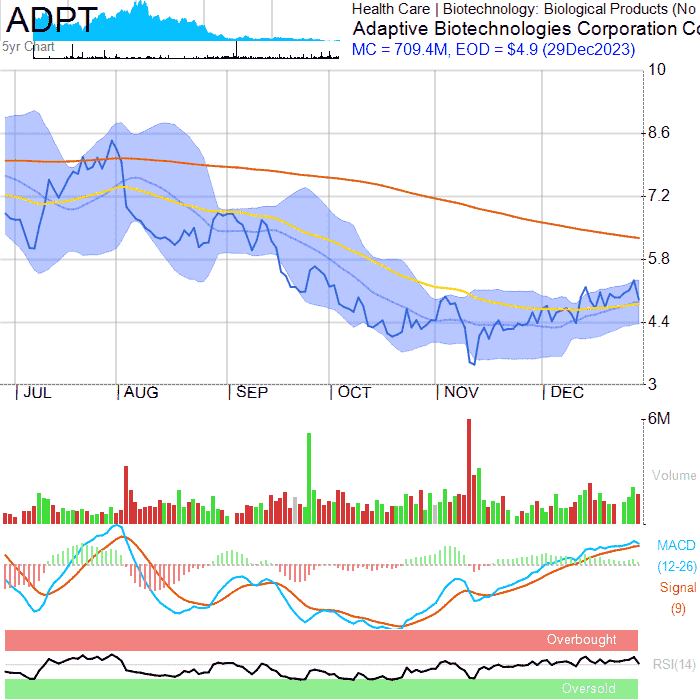 ADPT
5yr Chart
Health Care | Biotechnology: Biological Products (No
Adaptive Biotechnologies Corporation Co
MC = 709.4M, EOD = $4.9 (29Dec2023)
10
8.6
7.2
5.8
4.4
3
|JUL |AUG |SEP |OCT |NOV |DEC
6M
Volume
MACD
(12-26)
Signal
(9)
Overbought
RSI(14)
Oversold